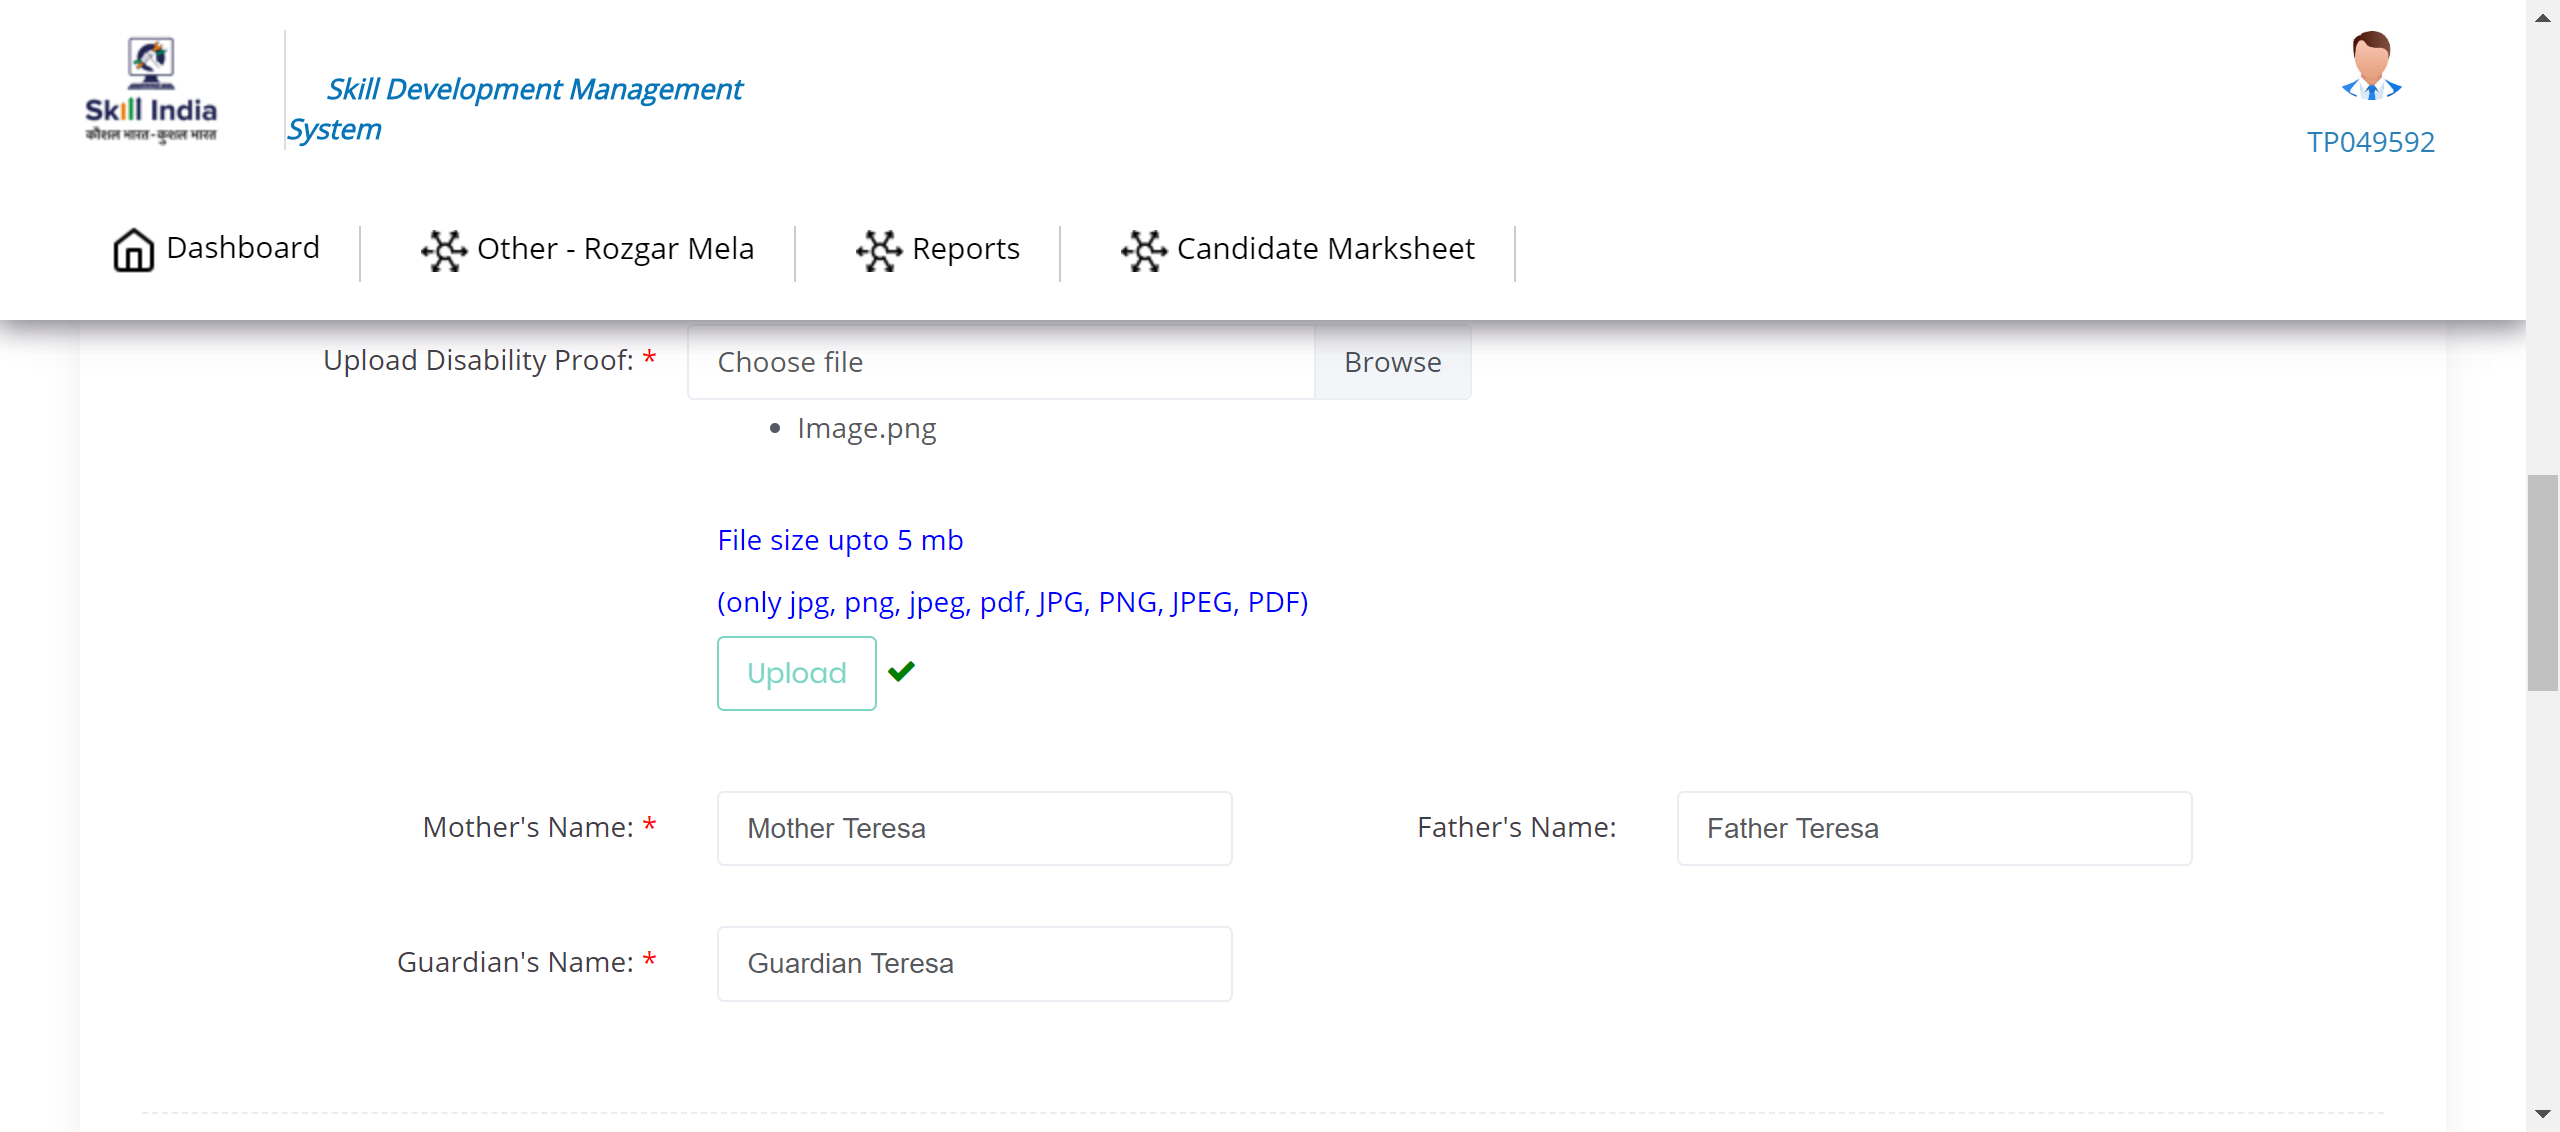 Skill India
कौशल भारत-कुशल भारत
Skill Development Management
System
TP049592
Dashboard
Other - Rozgar Mela
Reports
Candidate Marksheet
Upload Disability Proof: *
Choose file
Browse
• Image.png
File size upto 5 mb
(only jpg, png, jpeg, pdf, JPG, PNG, JPEG, PDF)
Upload
Mother's Name: *
Mother Teresa
Father's Name:
Father Teresa
Guardian's Name: *
Guardian Teresa